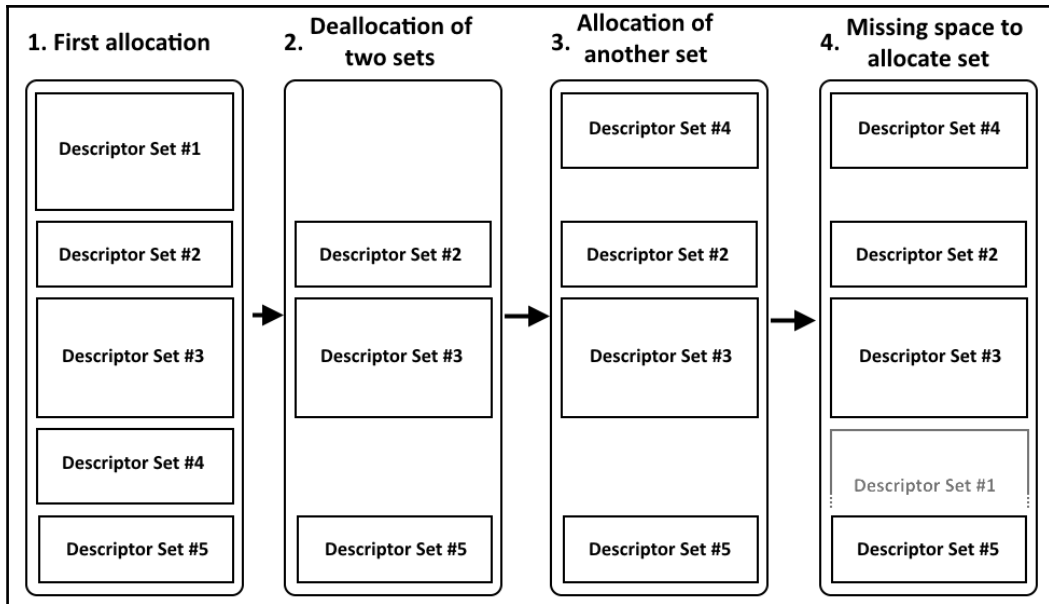 1. First allocation
Descriptor Set #1
Descriptor Set #2
Descriptor Set #3
Descriptor Set #4
Descriptor Set #5
2. Deallocation of
two sets
Descriptor Set #2
Descriptor Set #3
Descriptor Set #5
3. Allocation of
another set
Descriptor Set #4
Descriptor Set #2
Descriptor Set #3
Descriptor Set #5
4. Missing space to
allocate set
Descriptor Set #4
Descriptor Set #2
Descriptor Set #3
Descriptor Set #1
Descriptor Set #5